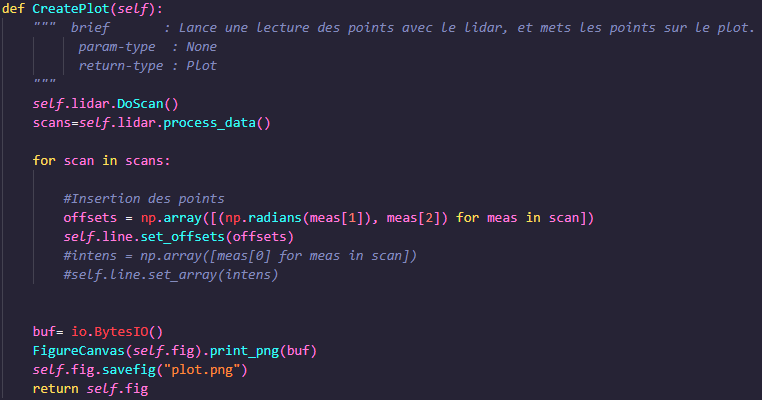 def CreatePlot(self):
    """  brief       : Lance une lecture des points avec le lidar, et mets les points sur le plot.
          param-type  : None
          return-type : Plot
    """
    self.lidar.DoScan()
    scans=self.lidar.process_data()
    for scan in scans:
        #Insertion des points
        offsets = np.array([(np.radians(meas[1]), meas[2]) for meas in scan])
        self.line.set_offsets(offsets)
        #intens = np.array([meas[0] for meas in scan])
        #self.line.set_array(intens)
    buf= io.BytesIO()
    FigureCanvas(self.fig).print_png(buf)
    self.fig.savefig("plot.png")
    return self.fig